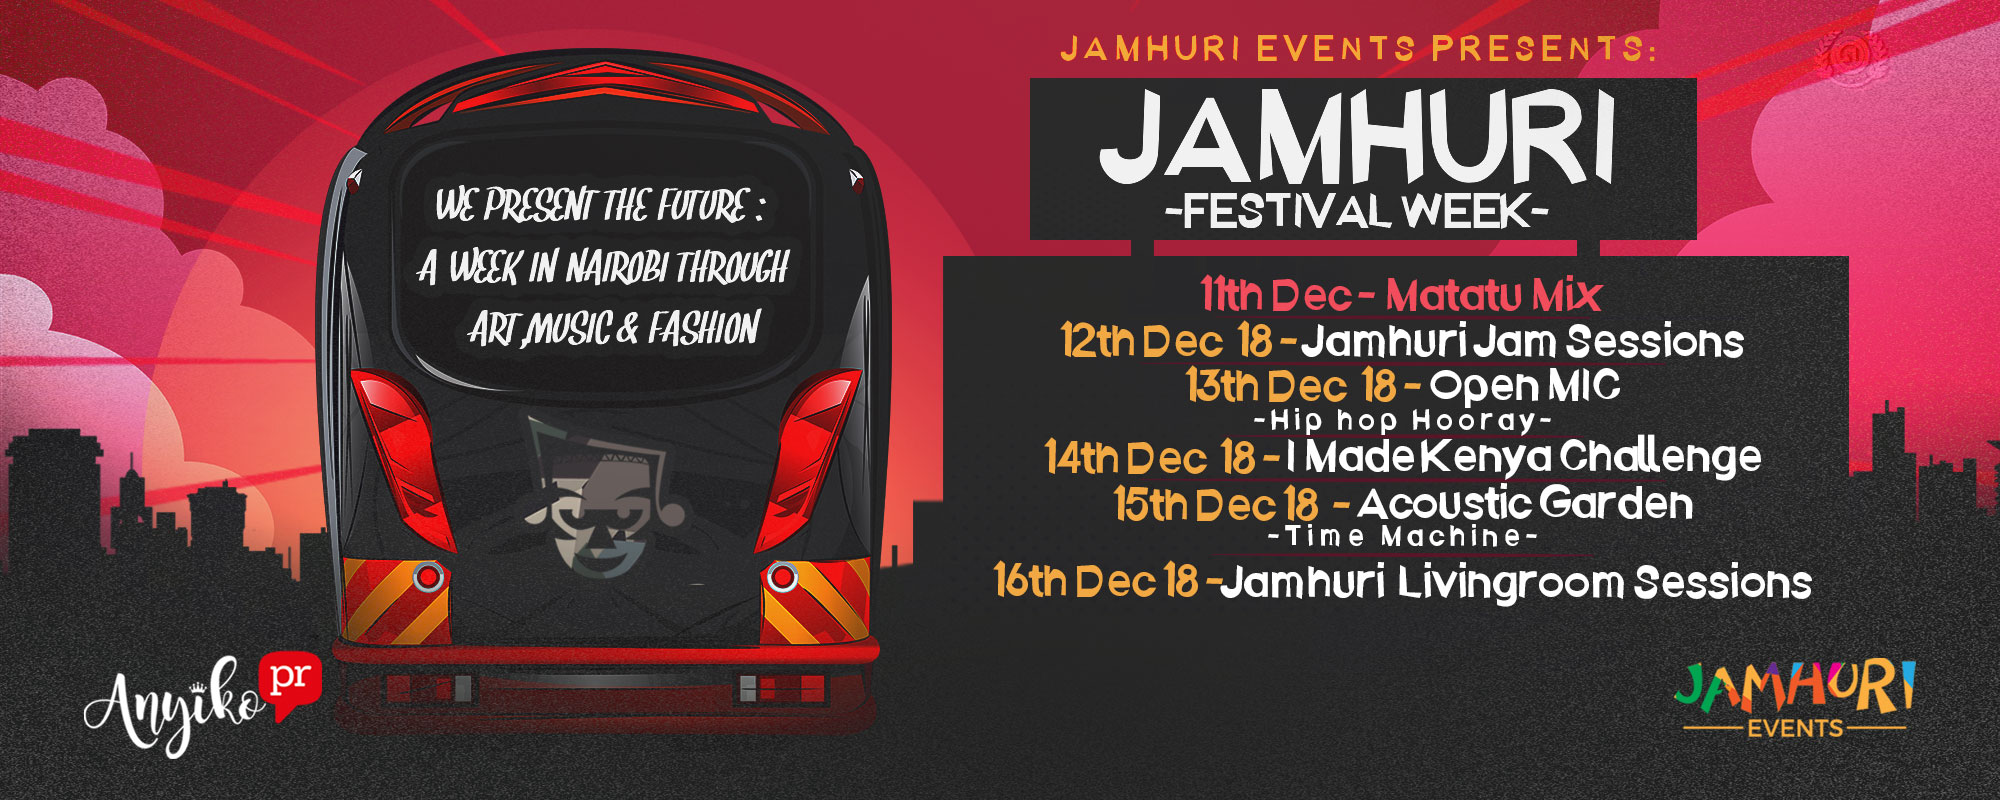 WE PRESENT THE FUTURE :
A WEEK IN NAIROBI THROUGH
ART ,MUSIC & FASHION
JAMHURI EVENTS PRESENTS:
JAMHURI
-FESTIVAL WEEK-
11th Dec - Matatu Mix
12th Dec 18 - Jamhuri Jam Sessions
13th Dec 18 - Open MIC
-Hip hop Hooray-
14th Dec 18 - I Made Kenya Challenge
15th Dec 18 - Acoustic Garden
-Time Machine-
16th Dec 18 -Jamhuri Livingroom Sessions
Anyiko pr
JAMHURI
EVENTS